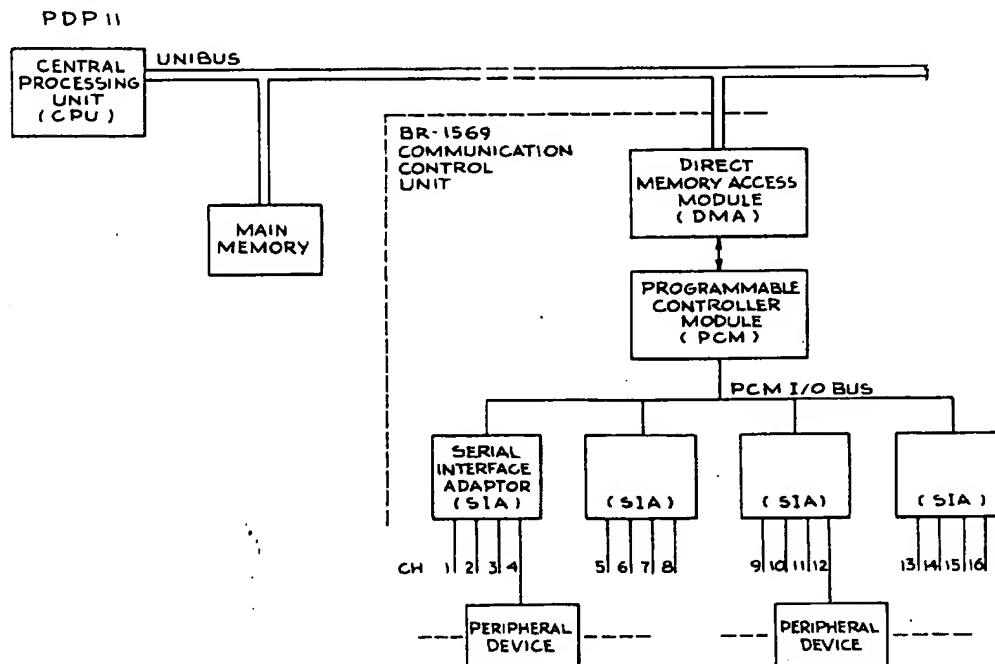 PDP 11
CENTRAL
PROCESSING
UNIT
(CPU)
UNIBUS
BR-1569
COMMUNICATION
CONTROL
UNIT
DIRECT
MEMORY ACCESS
MODULE
(DMA)
MAIN
MEMORY
PROGRAMMABLE
CONTROLLER
MODULE
(PCM)
PCM I/O BUS
SERIAL
INTERFACE
ADAPTOR
(SIA)
(SIA)
(SIA)
(SIA)
CH 1 2 3 4 5 6 7 8 9 10 11 12 13 14 15 16
PERIPHERAL
DEVICE
PERIPHERAL
DEVICE